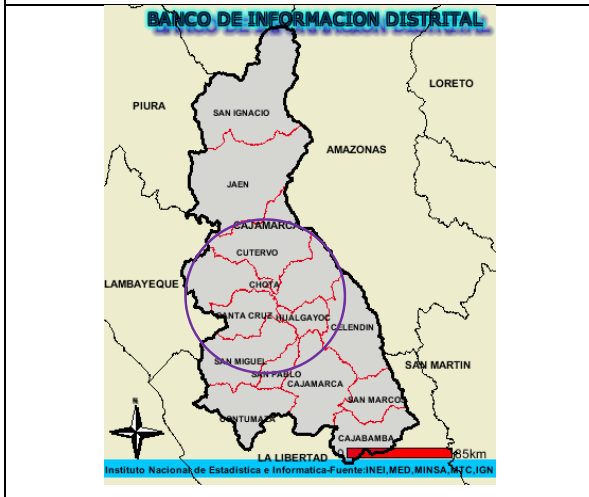 BANCO DE INFORMACION DISTRITAL
LORETO
PIURA
SAN IGNACIO
AMAZONAS
JAEN
CAJAMARCA
CUTERVO
LAMBAYEQUE
CHOTA
SANTA CRUZ
HUALGAYOC
CELENDIN
SAN MIGUEL
SAN MARTIN
SAN PABLO
CAJAMARCA
SAN MARCOS
N
CONTUMAZA
CAJABAMBA
LA LIBERTAD
0
85km
Instituto Nacional de Estadistica e Informatica-Fuente:INEI,MED,MINSA,MTC,IGN